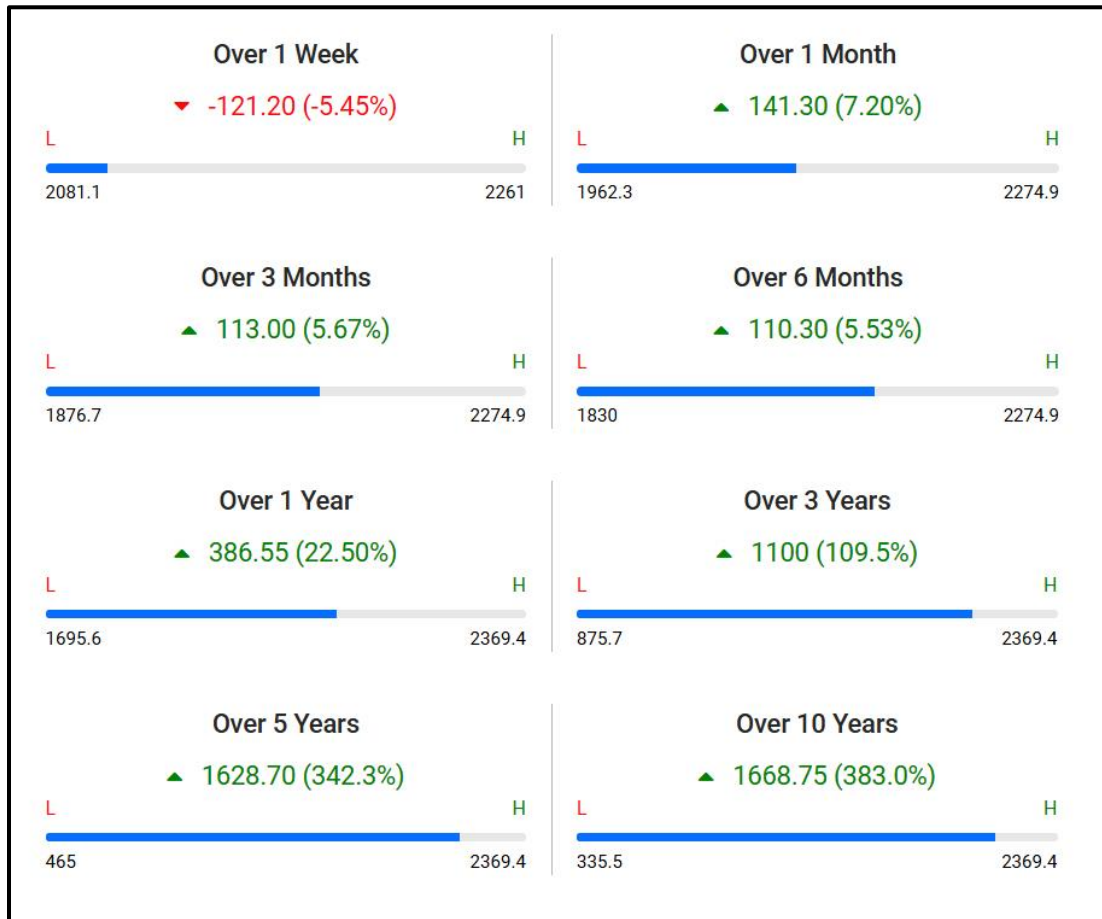 Over 1 Week
-121.20 (-5.45%)
L H
2081.1 2261
Over 1 Month
141.30 (7.20%)
L H
1962.3 2274.9
Over 3 Months
113.00 (5.67%)
L H
1876.7 2274.9
Over 6 Months
110.30 (5.53%)
L H
1830 2274.9
Over 1 Year
386.55 (22.50%)
L H
1695.6 2369.4
Over 3 Years
1100 (109.5%)
L H
875.7 2369.4
Over 5 Years
1628.70 (342.3%)
L H
465 2369.4
Over 10 Years
1668.75 (383.0%)
L H
335.5 2369.4